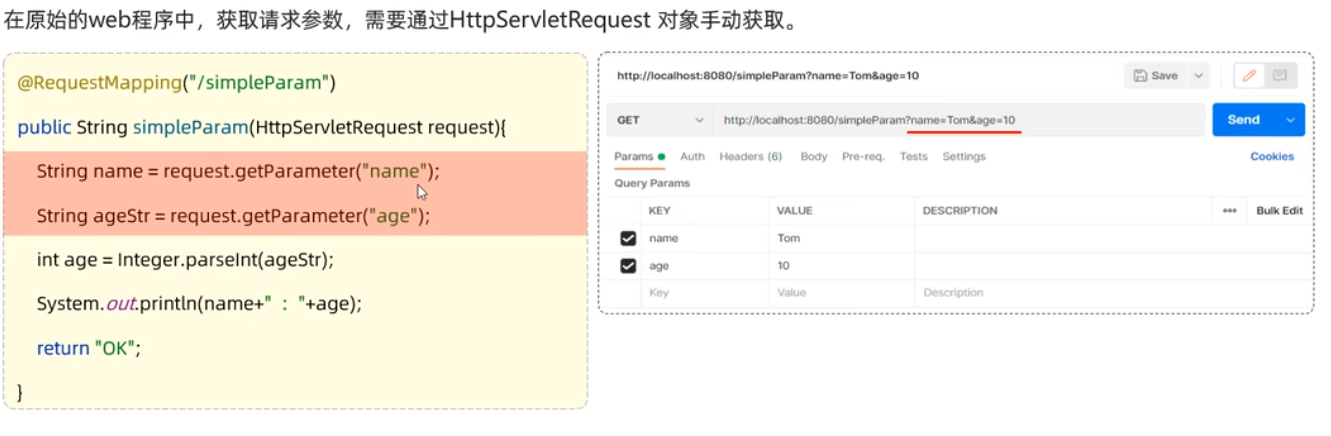 在原始的web程序中，获取请求参数，需要通过HttpServletRequest 对象手动获取。
@RequestMapping("/simpleParam")
public String simpleParam(HttpServletRequest request){
String name = request.getParameter("name");
String ageStr = request.getParameter("age");
int age = Integer.parseInt(ageStr);
System.out.println(name+" : "+age);
return "OK";
}
http://localhost:8080/simpleParam?name=Tom&age=10 Save
GET http://localhost:8080/simpleParam?name=Tom&age=10 Send
Params Auth Headers (6) Body Pre-req. Tests Settings Cookies
Query Params
KEY VALUE DESCRIPTION ooo Bulk Edit
name Tom
age 10
Key Value Description